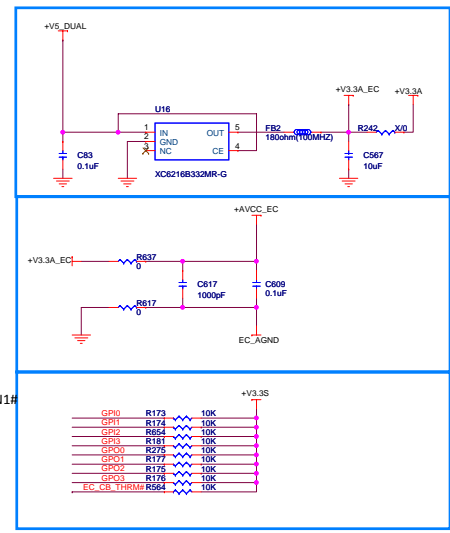 +V5_DUAL
+V3.3A_EC +V3.3A
U16
1 IN OUT 5
2 GND
3 NC CE 4
FB2
180ohm(100MHZ)
R242 X/0
C83
0.1uF
C567
10uF
XC6216B332MR-G
+AVCC_EC
+V3.3A_EC R637
0
C617
1000pF
C609
0.1uF
R617
0
EC_AGND
N1#
+V3.3S
GPI0 R173 10K
GPI1 R174 10K
GPI2 R654 10K
GPI3 R181 10K
GPO0 R275 10K
GPO1 R177 10K
GPO2 R175 10K
GPO3 R176 10K
EC_CB_THRM# R564 10K